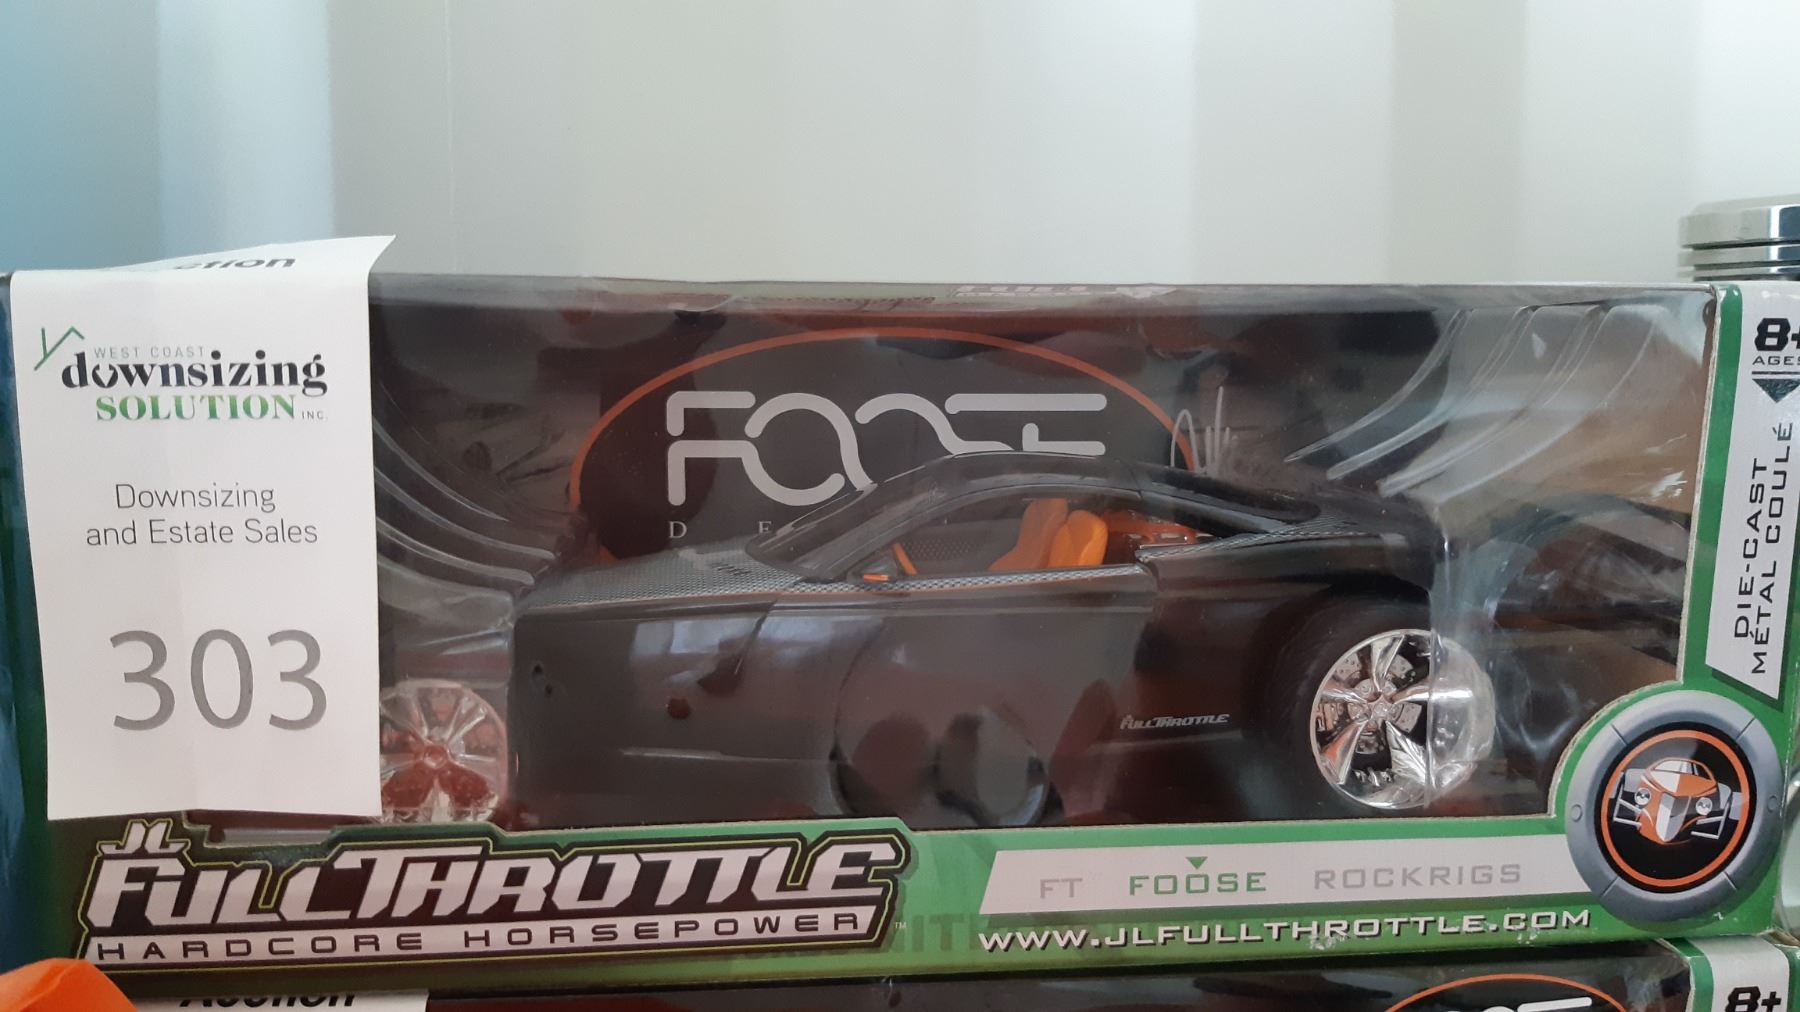 WEST COAST
downsizing
SOLUTION INC.
Downsizing
and Estate Sales
303
FOOSE
FULLTHROTTLE
8+
AGES
DIE-CAST
MÉTAL COULÉ
JL
FULLTHROTTLE
HARDCORE HORSEPOWER™
FT FOOSE ROCKRIGS
WWW.JLFULLTHROTTLE.COM
8+